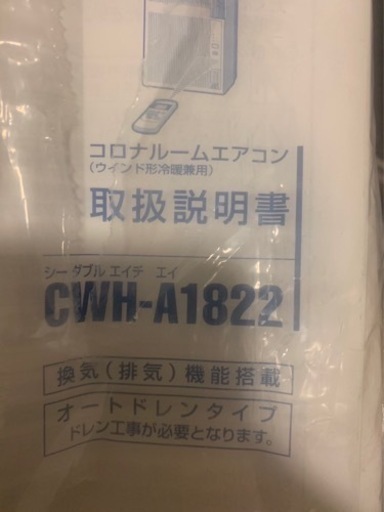 コロナルームエアコン
(ウインド形冷暖兼用)
取扱説明書
シー ダブル エイチ エイ
CWH-A1822
換気(排気)機能搭載
オートドレンタイプ
ドレン工事が必要となります。